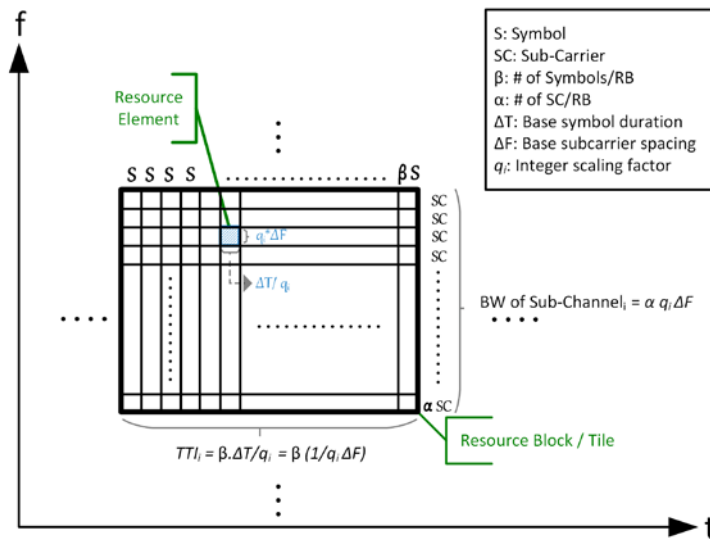 f
S: Symbol
SC: Sub-Carrier
β: # of Symbols/RB
α: # of SC/RB
ΔT: Base symbol duration
ΔF: Base subcarrier spacing
qᵢ: Integer scaling factor
Resource
Element
S S S S βS
SC
SC
SC
SC
qᵢ*ΔF
ΔT/ qᵢ
BW of Sub-Channelᵢ = α qᵢ ΔF
α SC
TTIᵢ = β.ΔT/qᵢ = β (1/qᵢ ΔF)
Resource Block / Tile
t